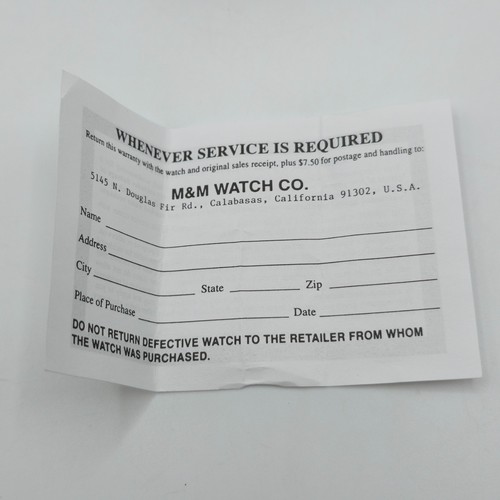 WHENEVER SERVICE IS REQUIRED
Return this warranty with the watch and original sales receipt, plus $7.50 for postage and handling to:
M&M WATCH CO.
5145 N. Douglas Fir Rd., Calabasas, California 91302, U.S.A.
Name
Address
City State Zip
Place of Purchase Date
DO NOT RETURN DEFECTIVE WATCH TO THE RETAILER FROM WHOM
THE WATCH WAS PURCHASED.